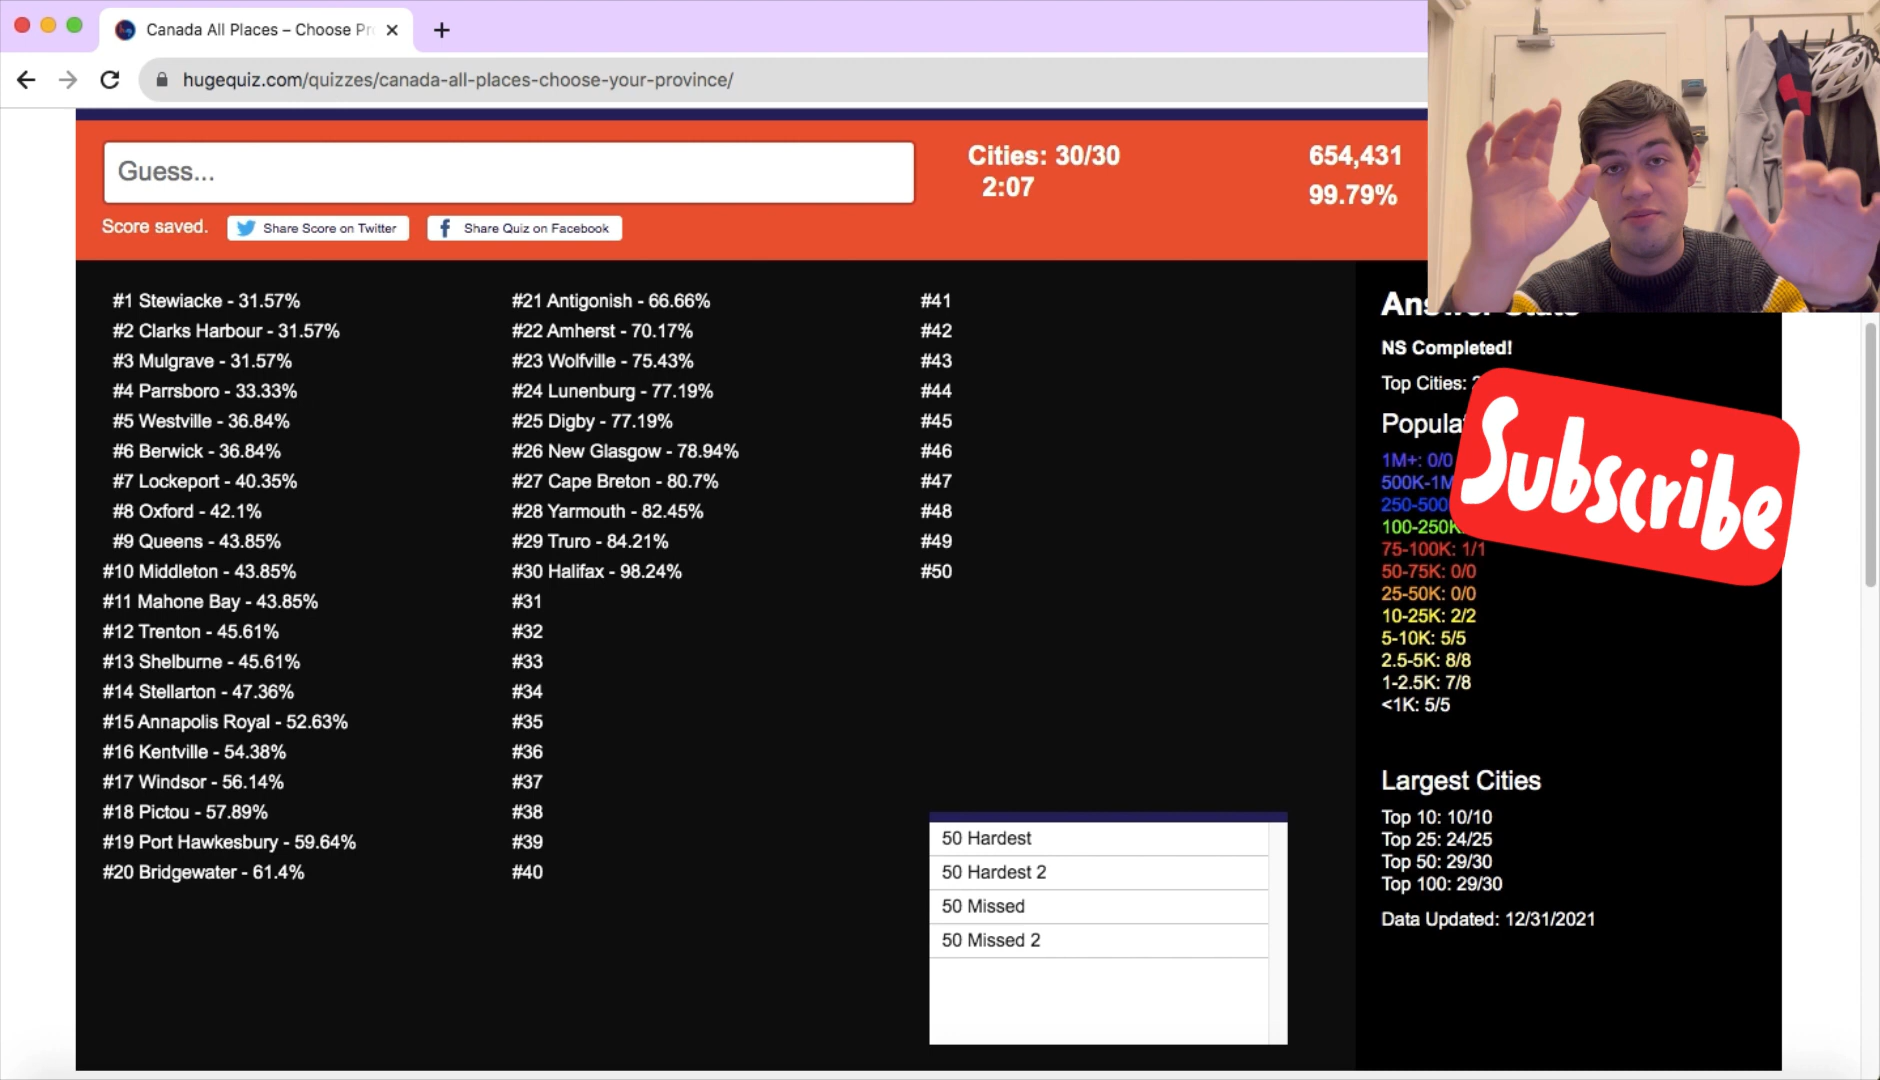 Canada All Places – Choose Pr
hugequiz.com/quizzes/canada-all-places-choose-your-province/
Guess...
Cities: 30/30
2:07
654,431
99.79%
Score saved.
Share Score on Twitter
Share Quiz on Facebook
#1 Stewiacke - 31.57%
#2 Clarks Harbour - 31.57%
#3 Mulgrave - 31.57%
#4 Parrsboro - 33.33%
#5 Westville - 36.84%
#6 Berwick - 36.84%
#7 Lockeport - 40.35%
#8 Oxford - 42.1%
#9 Queens - 43.85%
#10 Middleton - 43.85%
#11 Mahone Bay - 43.85%
#12 Trenton - 45.61%
#13 Shelburne - 45.61%
#14 Stellarton - 47.36%
#15 Annapolis Royal - 52.63%
#16 Kentville - 54.38%
#17 Windsor - 56.14%
#18 Pictou - 57.89%
#19 Port Hawkesbury - 59.64%
#20 Bridgewater - 61.4%
#21 Antigonish - 66.66%
#22 Amherst - 70.17%
#23 Wolfville - 75.43%
#24 Lunenburg - 77.19%
#25 Digby - 77.19%
#26 New Glasgow - 78.94%
#27 Cape Breton - 80.7%
#28 Yarmouth - 82.45%
#29 Truro - 84.21%
#30 Halifax - 98.24%
#31
#32
#33
#34
#35
#36
#37
#38
#39
#40
#41
#42
#43
#44
#45
#46
#47
#48
#49
#50
50 Hardest
50 Hardest 2
50 Missed
50 Missed 2
NS Completed!
Top Cities:
Popula
1M+: 0/0
500K-1M
250-500
100-250K
75-100K: 1/1
50-75K: 0/0
25-50K: 0/0
10-25K: 2/2
5-10K: 5/5
2.5-5K: 8/8
1-2.5K: 7/8
<1K: 5/5
Subscribe
Largest Cities
Top 10: 10/10
Top 25: 24/25
Top 50: 29/30
Top 100: 29/30
Data Updated: 12/31/2021